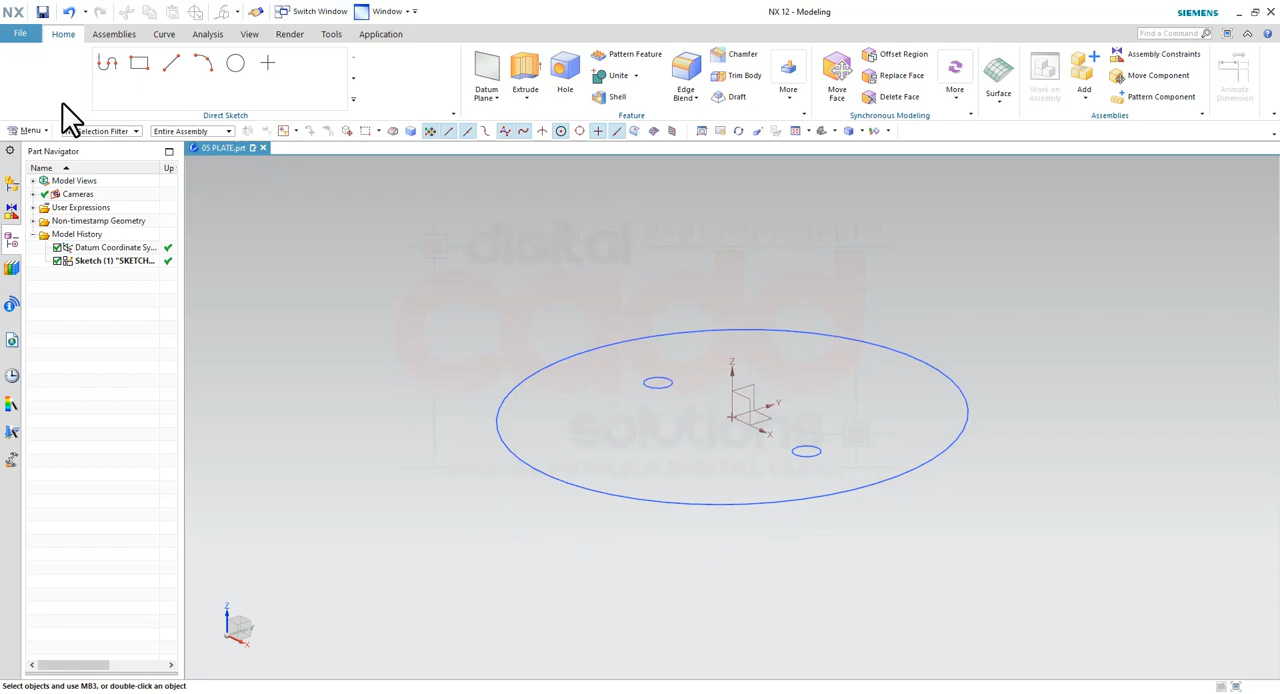 NX
Switch Window
Window
NX 12 - Modeling
SIEMENS
File
Home
Assemblies
Curve
Analysis
View
Render
Tools
Application
Find a Command
Direct Sketch
Datum Plane
Extrude
Hole
Pattern Feature
Unite
Shell
Edge Blend
Chamfer
Trim Body
Draft
More
Feature
Move Face
Offset Region
Replace Face
Delete Face
More
Synchronous Modeling
Surface
Work on Assembly
Add
Assembly Constraints
Move Component
Pattern Component
Animate Dimension
Assemblies
Menu
Selection Filter
Entire Assembly
Part Navigator
05 PLATE.prt
Name
Up
Model Views
Cameras
User Expressions
Non-timestamp Geometry
Model History
Datum Coordinate Sy...
Sketch (1) "SKETCH...
digital
cadd
solutions
Z
Y
X
Z
Y
X
Select objects and use MB3, or double-click an object